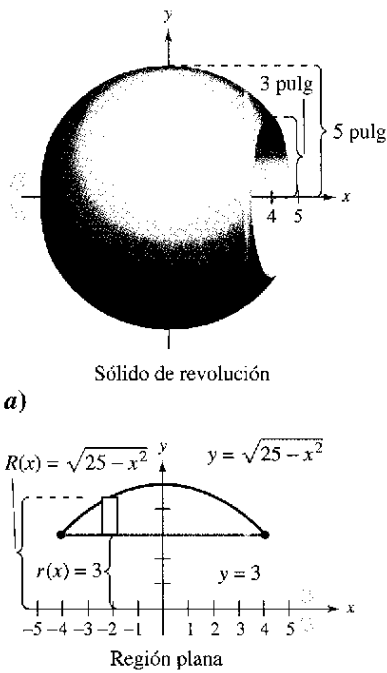 y
3 pulg
5 pulg
x
4 5
Sólido de revolución
a)
R(x) = √(25 − x²) y y = √(25 − x²)
r(x) = 3 y = 3
x
−5 −4 −3 −2 −1 1 2 3 4 5
Región plana